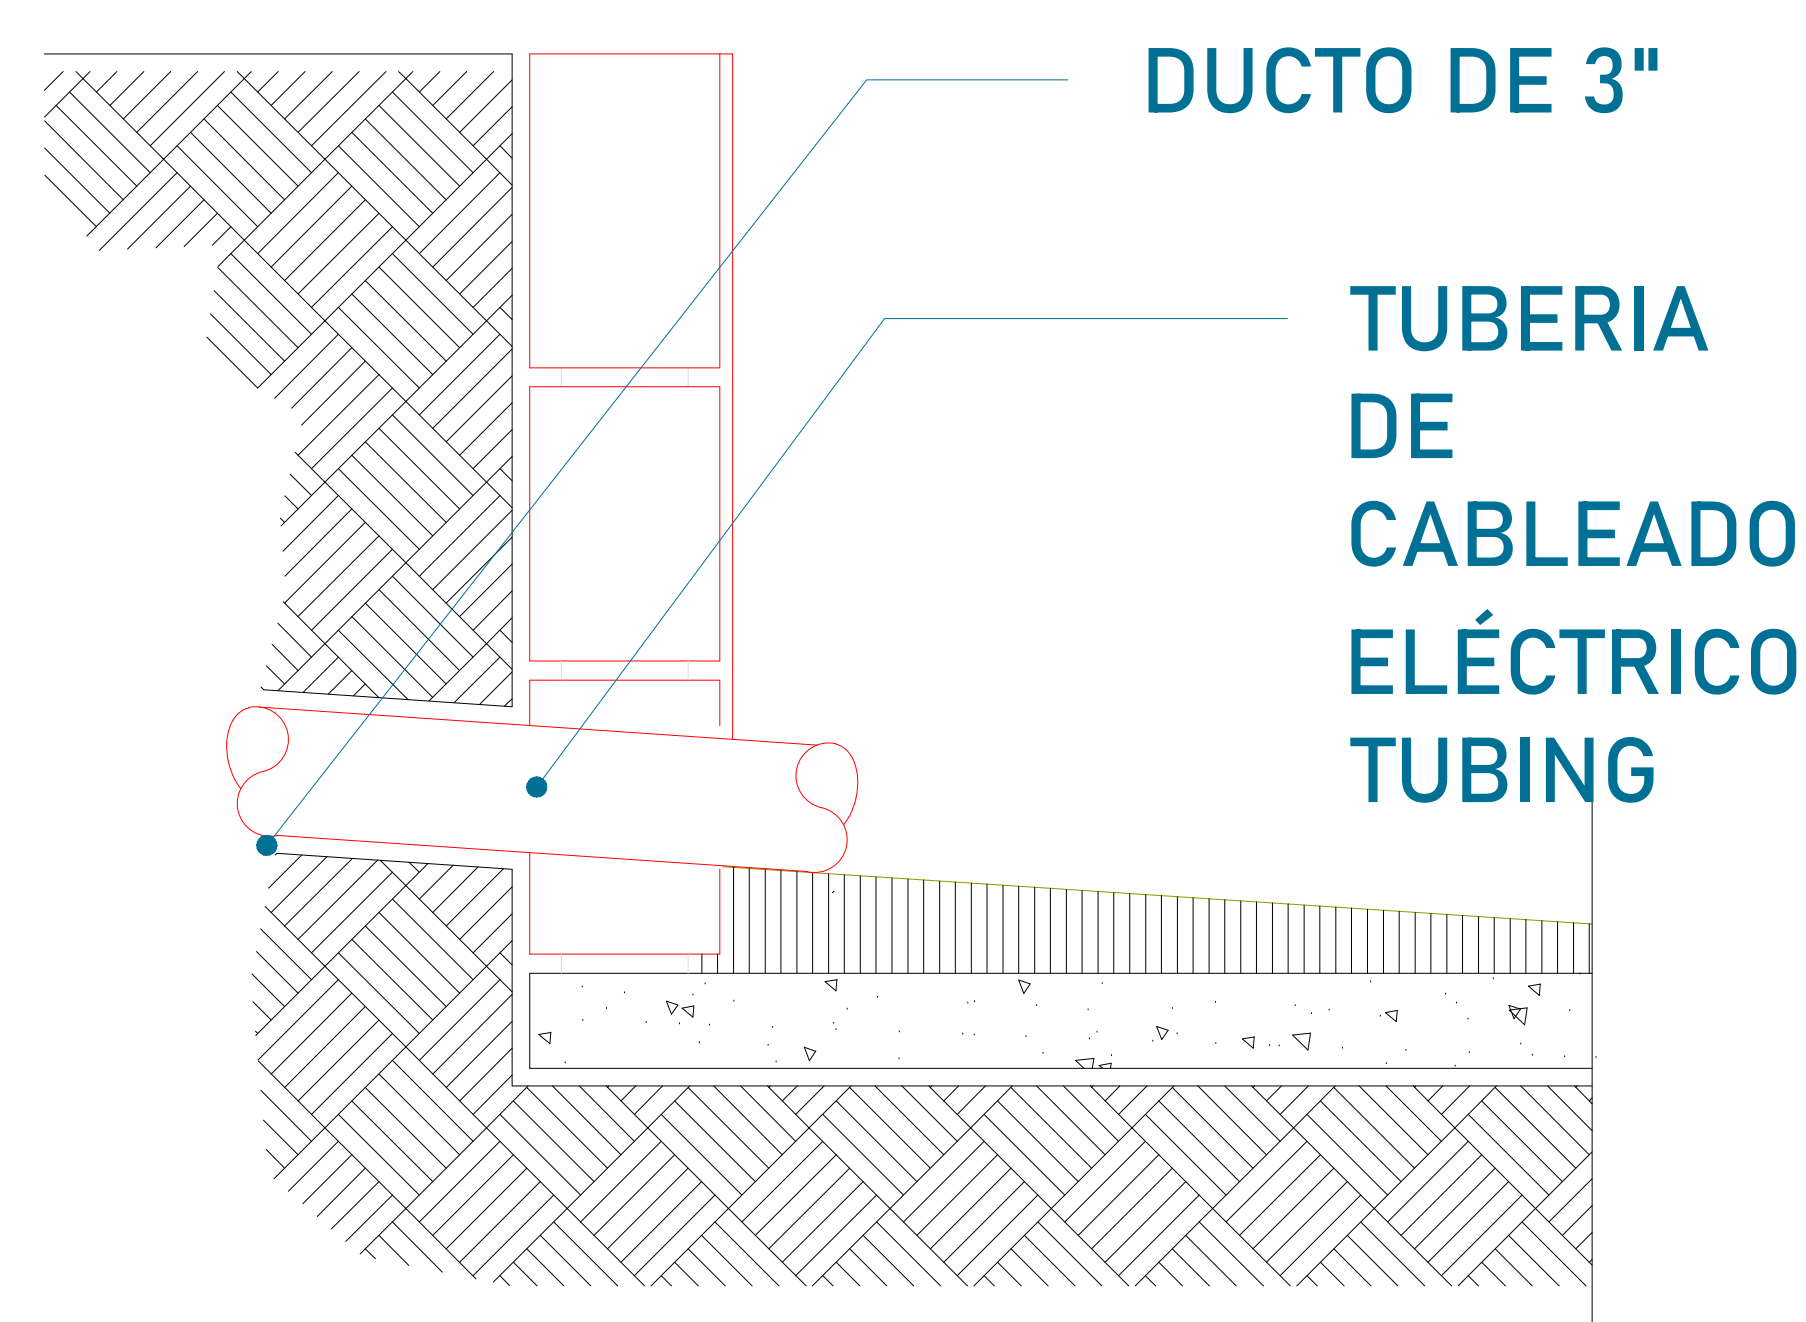 DUCTO DE 3"
TUBERIA
DE
CABLEADO
ELÉCTRICO
TUBING